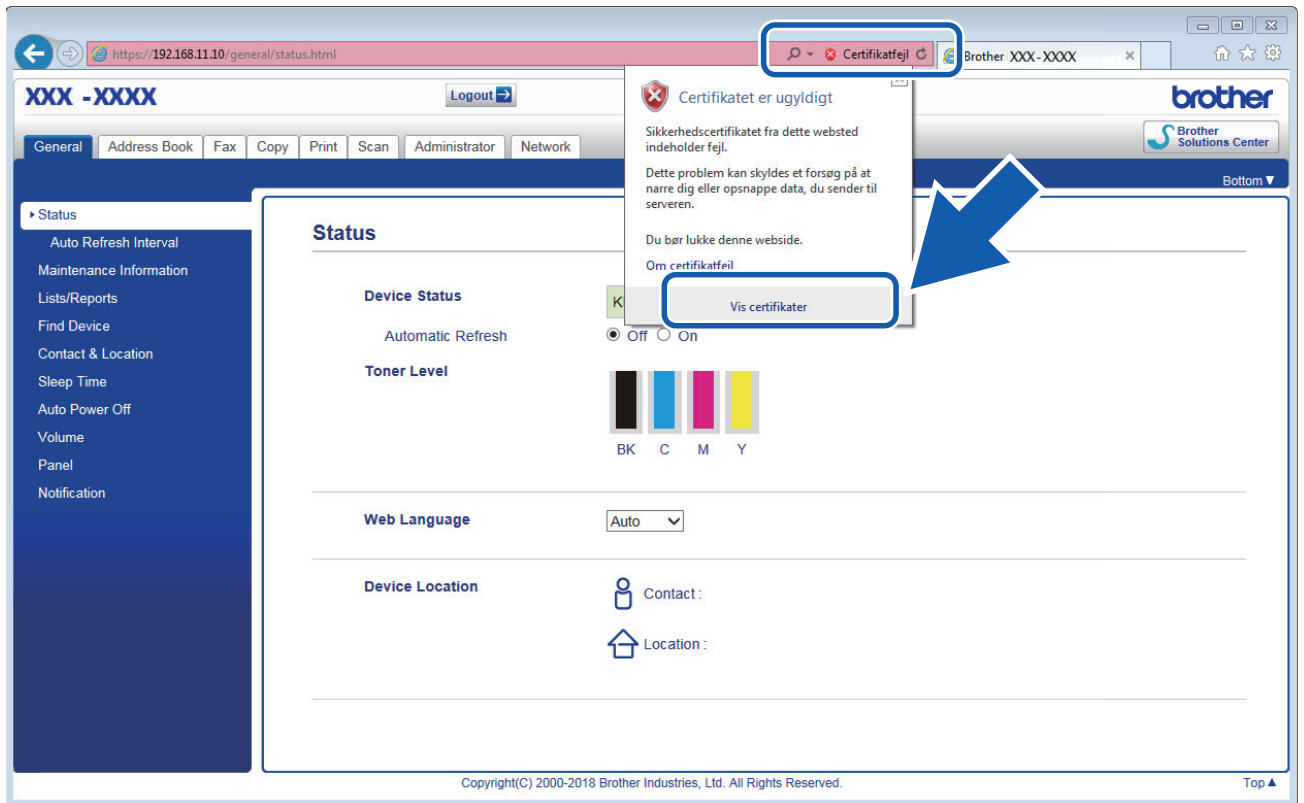 https://192.168.11.10/general/status.html
Certifikatfejl
Brother XXX-XXXX
XXX -XXXX
Logout
brother
General
Address Book
Fax
Copy
Print
Scan
Administrator
Network
Brother
Solutions Center
Bottom▼
Certifikatet er ugyldigt
Sikkerhedscertifikatet fra dette websted
indeholder fejl.
Dette problem kan skyldes et forsøg på at
narre dig eller opsnappe data, du sender til
serveren.
Du bør lukke denne webside.
Om certifikatfejl
Vis certifikater
Status
Auto Refresh Interval
Maintenance Information
Lists/Reports
Find Device
Contact & Location
Sleep Time
Auto Power Off
Volume
Panel
Notification
Status
Device Status
Automatic Refresh
Off
On
Toner Level
BK C M Y
Web Language
Auto
Device Location
Contact :
Location :
Copyright(C) 2000-2018 Brother Industries, Ltd. All Rights Reserved.
Top▲